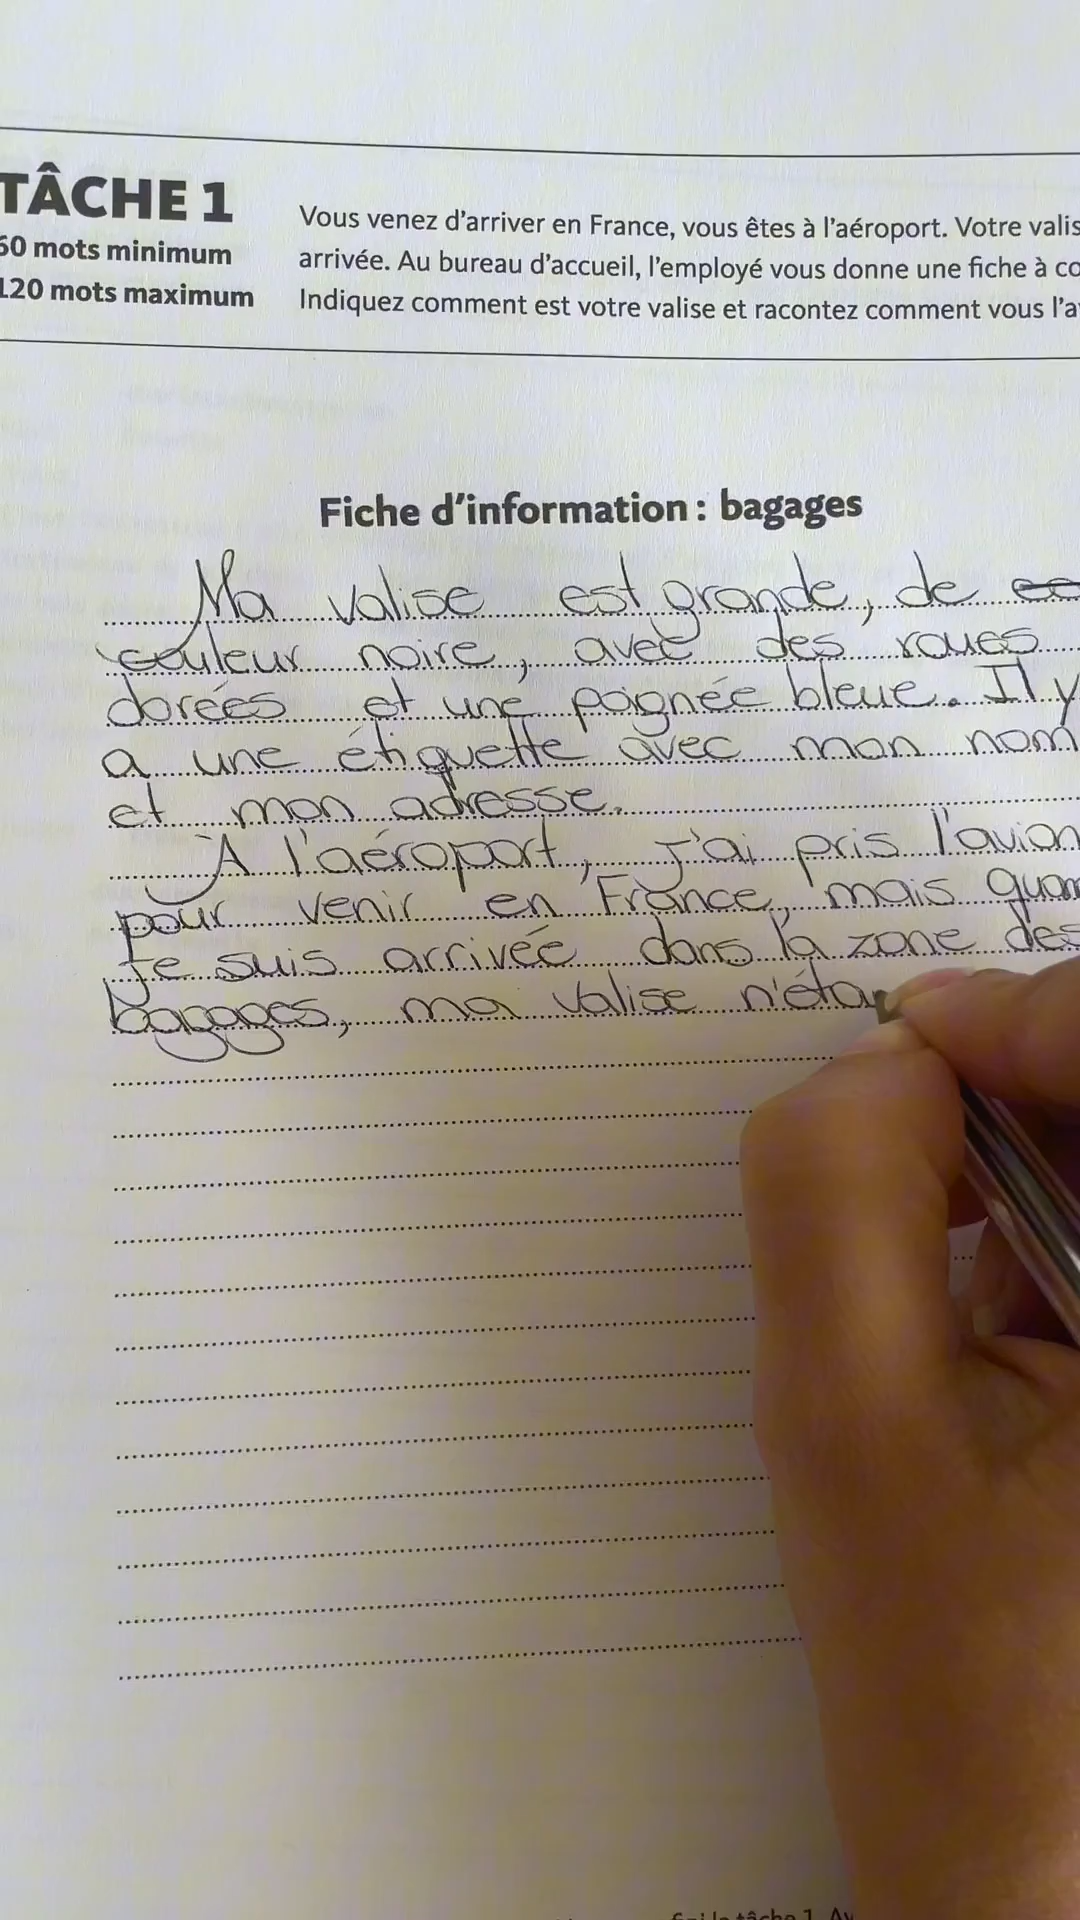 TÂCHE 1
60 mots minimum
120 mots maximum
Vous venez d'arriver en France, vous êtes à l'aéroport. Votre valis
arrivée. Au bureau d'accueil, l'employé vous donne une fiche à co
Indiquez comment est votre valise et racontez comment vous l'a
Fiche d'information : bagages
Ma valise est grande, de
couleur noire, avec des roues
dorées et une poignée bleue. Il y
a une étiquette avec mon nom
et mon adresse.
À l'aéroport, j'ai pris l'avion
pour venir en France, mais quan
je suis arrivée dans la zone des
bagages, ma valise n'éta
tâche 1. Av